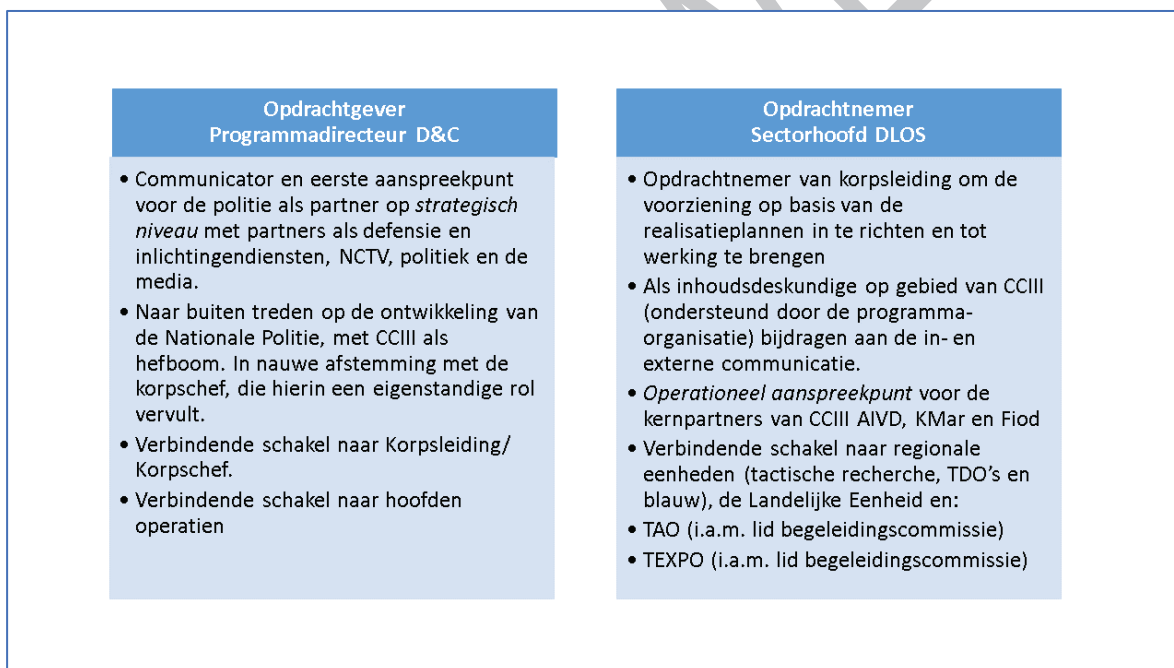 Opdrachtgever
Programmadirecteur D&C
• Communicator en eerste aanspreekpunt
voor de politie als partner op strategisch
niveau met partners als defensie en
inlichtingendiensten, NCTV, politiek en de
media.
• Naar buiten treden op de ontwikkeling van
de Nationale Politie, met CCIII als
hefboom. In nauwe afstemming met de
korpschef, die hierin een eigenstandige rol
vervult.
• Verbindende schakel naar Korpsleiding/
Korpschef.
• Verbindende schakel naar hoofden
operatien
Opdrachtnemer
Sectorhoofd DLOS
• Opdrachtnemer van korpsleiding om de
voorziening op basis van de
realisatieplannen in te richten en tot
werking te brengen
• Als inhoudsdeskundige op gebied van CCIII
(ondersteund door de programma-
organisatie) bijdragen aan de in- en
externe communicatie.
• Operationeel aanspreekpunt voor de
kernpartners van CCIII AIVD, KMar en Fiod
• Verbindende schakel naar regionale
eenheden (tactische recherche, TDO’s en
blauw), de Landelijke Eenheid en:
• TAO (i.a.m. lid begeleidingscommissie)
• TEXPO (i.a.m. lid begeleidingscommissie)